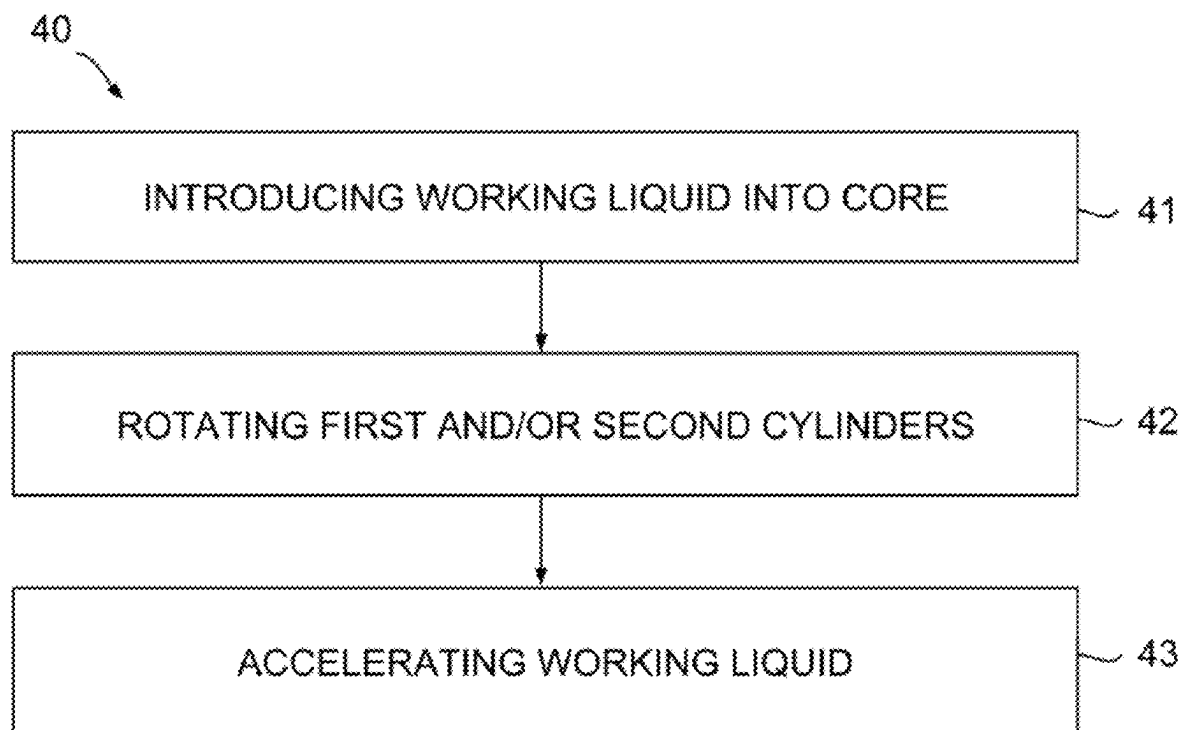 40
INTRODUCING WORKING LIQUID INTO CORE
41
ROTATING FIRST AND/OR SECOND CYLINDERS
42
ACCELERATING WORKING LIQUID
43